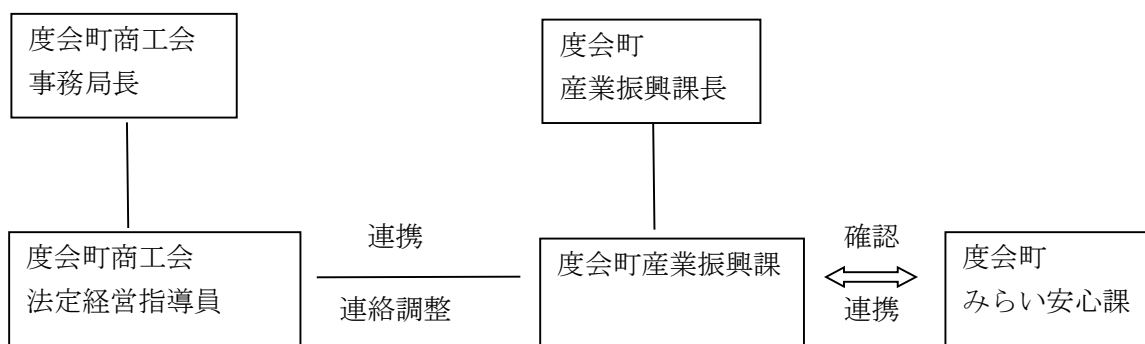 度会町商工会
事務局長
度会町
産業振興課長
度会町商工会
法定経営指導員
連携
連絡調整
度会町産業振興課
確認
連携
度会町
みらい安心課